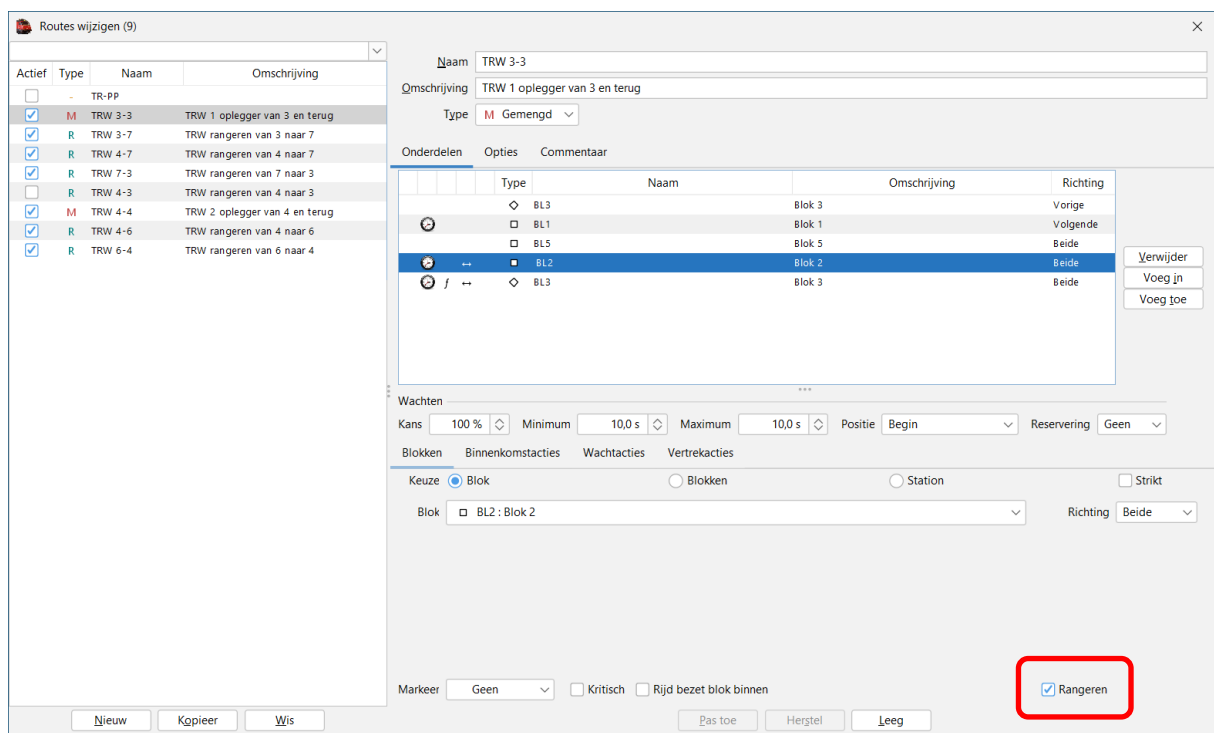 Routes wijzigen (9)
Actief Type Naam Omschrijving
- TR-PP
M TRW 3-3 TRW 1 oplegger van 3 en terug
R TRW 3-7 TRW rangeren van 3 naar 7
R TRW 4-7 TRW rangeren van 4 naar 7
R TRW 7-3 TRW rangeren van 7 naar 3
R TRW 4-3 TRW rangeren van 4 naar 3
M TRW 4-4 TRW 2 oplegger van 4 en terug
R TRW 4-6 TRW rangeren van 4 naar 6
R TRW 6-4 TRW rangeren van 6 naar 4
Nieuw Kopieer Wis
Naam TRW 3-3
Omschrijving TRW 1 oplegger van 3 en terug
Type M Gemengd
Onderdelen Opties Commentaar
Type Naam Omschrijving Richting
BL3 Blok 3 Vorige
BL1 Blok 1 Volgende
BL5 Blok 5 Beide
BL2 Blok 2 Beide
f BL3 Blok 3 Beide
Verwijder
Voeg in
Voeg toe
Wachten
Kans 100 % Minimum 10,0 s Maximum 10,0 s Positie Begin Reservering Geen
Blokken Binnenkomstacties Wachtacties Vertrekacties
Keuze Blok Blokken Station Strikt
Blok BL2 : Blok 2 Richting Beide
Markeer Geen Kritisch Rijd bezet blok binnen Rangeren
Pas toe Herstel Leeg